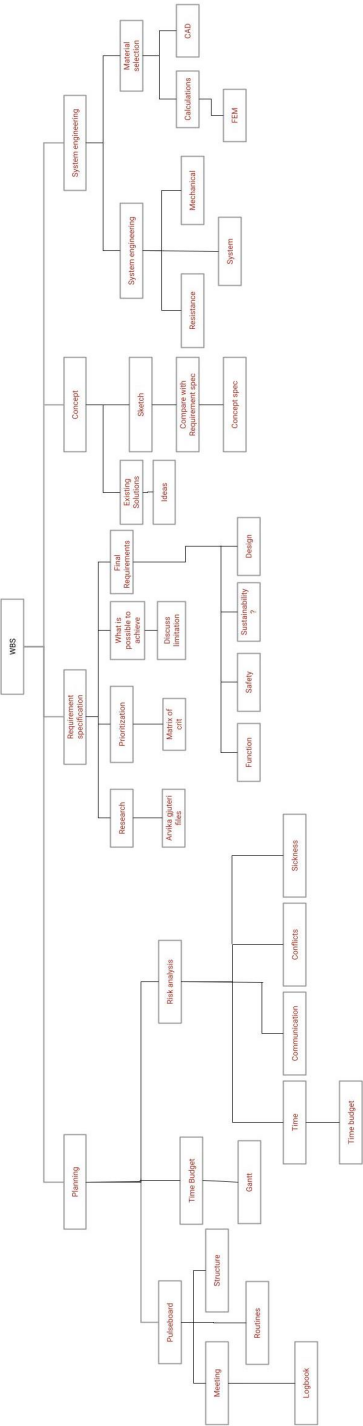 WBS
Planning
Requirement
specification
Concept
System engineering
Pulseboard
Time Budget
Risk analysis
Research
Prioritization
What is
possible to
achieve
Final
Requirements
Existing
Solutions
Sketch
System engineering
Material
selection
Meeting
Structure
Routines
Logbook
Gantt
Time
Communication
Conflicts
Sickness
Time budget
Arvika gjuteri
files
Matrix of
crit
Discuss
limitation
Function
Safety
Sustainability
?
Design
Ideas
Compare with
Requirement spec
Concept spec
Resistance
System
Mechanical
Calculations
CAD
FEM